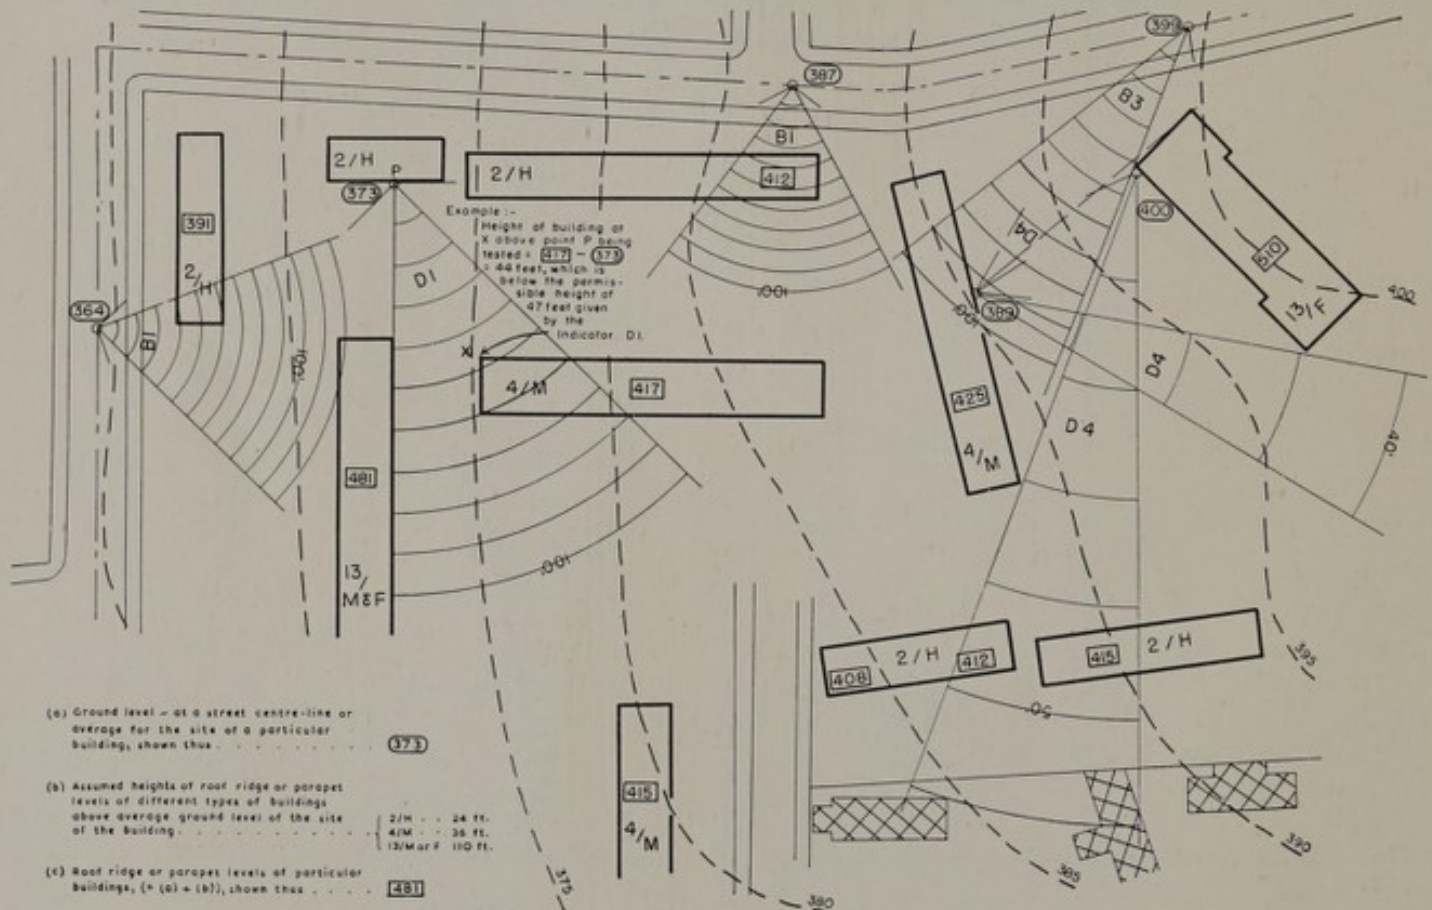 399
387
B3
B1
2/H
P
2/H
412
373
391
2/H
Example :-
Height of building at
X above point P being
tested = 417 - 373
= 44 feet, which is
below the permis-
sible height of
47 feet given
by the
Indicator D1.
D1
D4
400
510
400
13/F
364
B1
100'
100'
389
100'
X
4/M
417
425
4/M
D4
D4
40'
481
100'
13/
M&F
2/H
412
408
415
2/H
395
50'
(a) Ground level - at a street centre-line or
average for the site of a particular
building, shown thus . . . . . . . . . 373
(b) Assumed heights of roof ridge or parapet
levels of different types of buildings
above average ground level of the site
of the building . . . . . . . . . . .
2/H . . 24 ft.
4/M . . 36 ft.
13/M or F 110 ft.
(c) Roof ridge or parapet levels of particular
buildings, (= (a) + (b)), shown thus . . . . 481
415
4/M
375
380
385
390